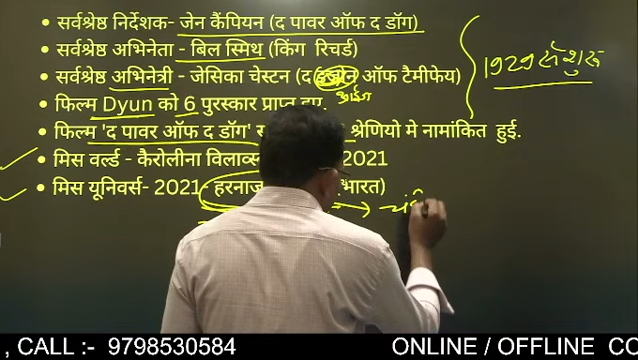 • सर्वश्रेष्ठ निर्देशक- जेन कैंपियन (द पावर ऑफ द डॉग)
• सर्वश्रेष्ठ अभिनेता - बिल स्मिथ (किंग रिचर्ड)
1929 से शुरू
• सर्वश्रेष्ठ अभिनेत्री - जेसिका चेस्टन (द ऑफ टैमीफेय)
• फिल्म Dyun को 6 पुरस्कार प्राप्त हुए.
• फिल्म 'द पावर ऑफ द डॉग' श्रेणियो मे नामांकित हुई.
• मिस वर्ल्ड - कैरोलीना 2021
• मिस यूनिवर्स- 2021- हरनाज भारत)
, CALL :- 9798530584 ONLINE / OFFLINE